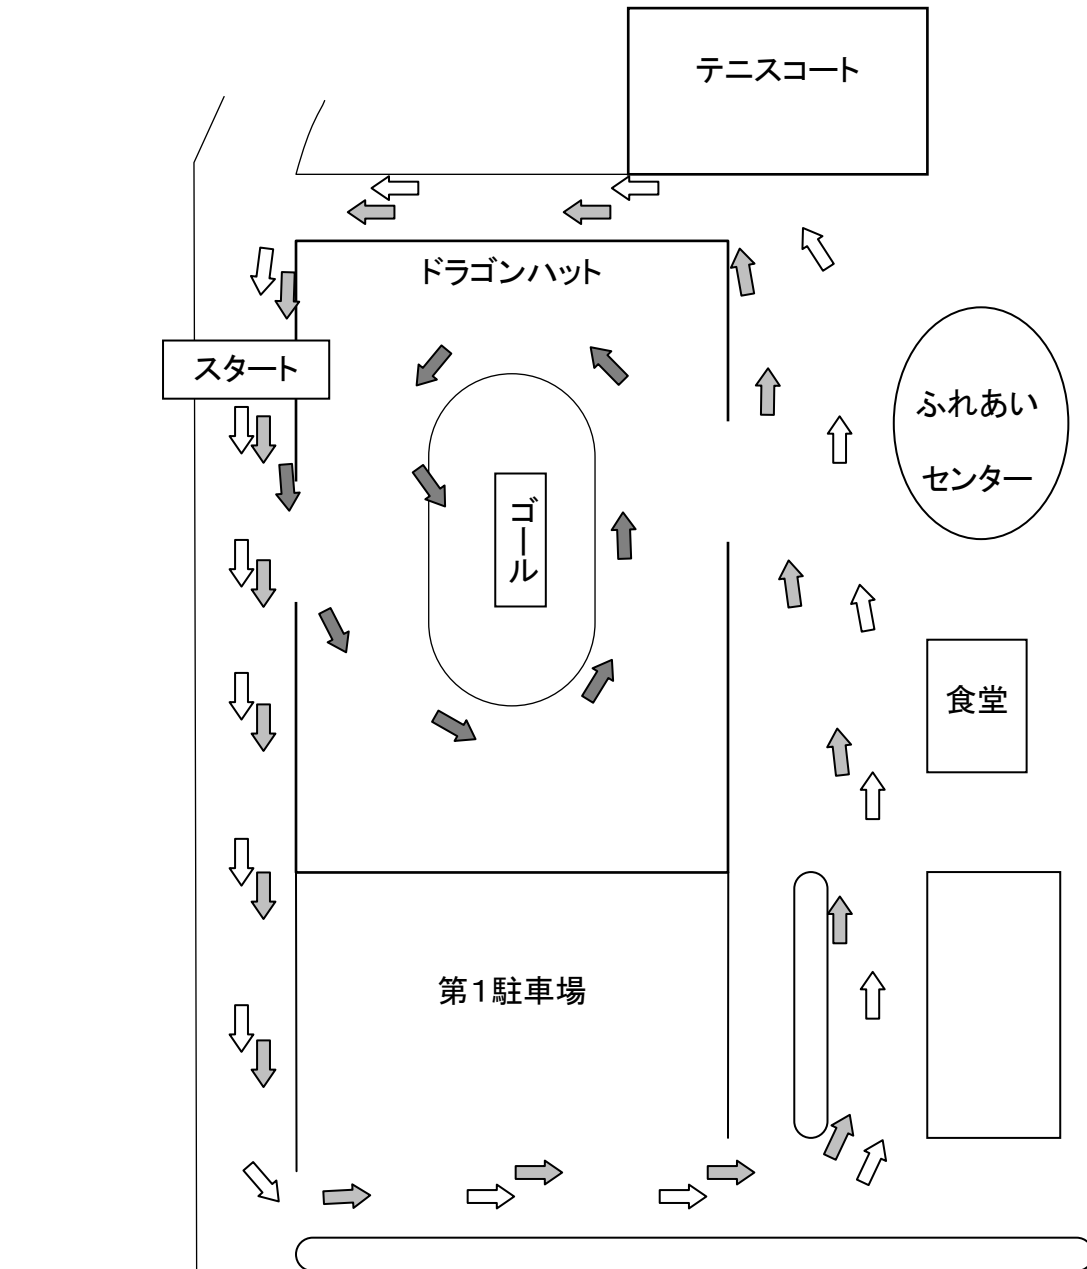 テニスコート
ドラゴンハット
スタート
ふれあい
センター
ゴール
食堂
第１駐車場